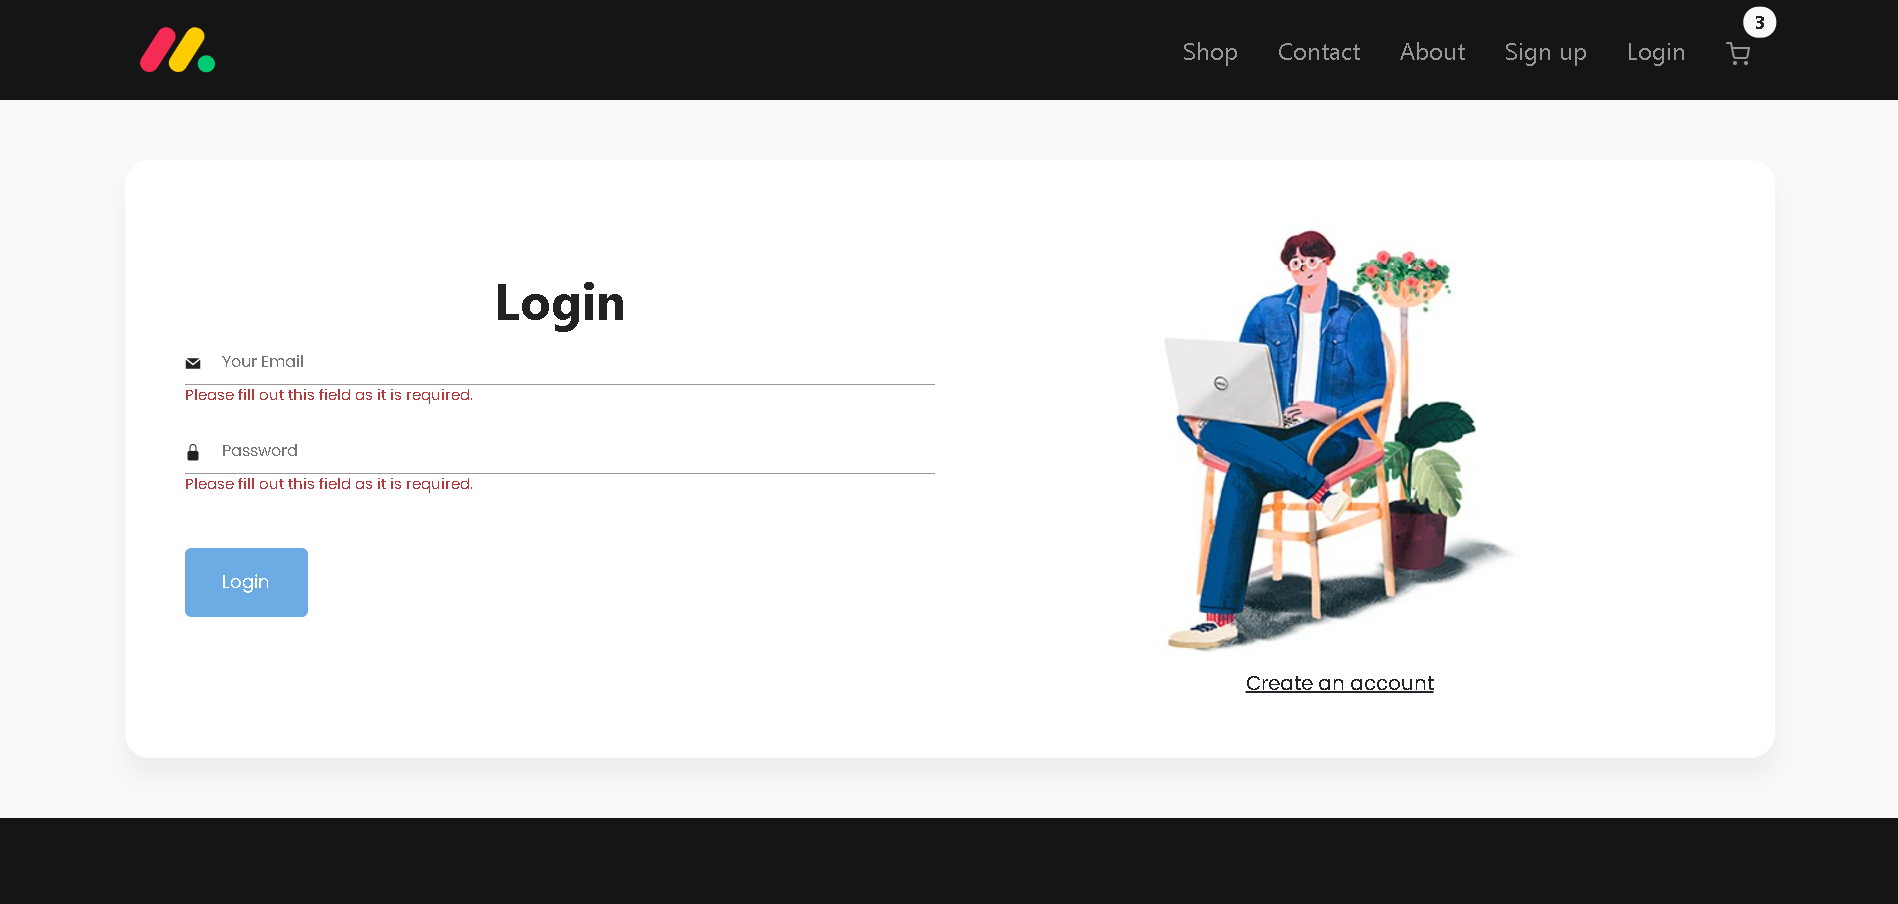 3
Shop Contact About Sign up Login
Login
Your Email
Please fill out this field as it is required.
Password
Please fill out this field as it is required.
Login
Create an account